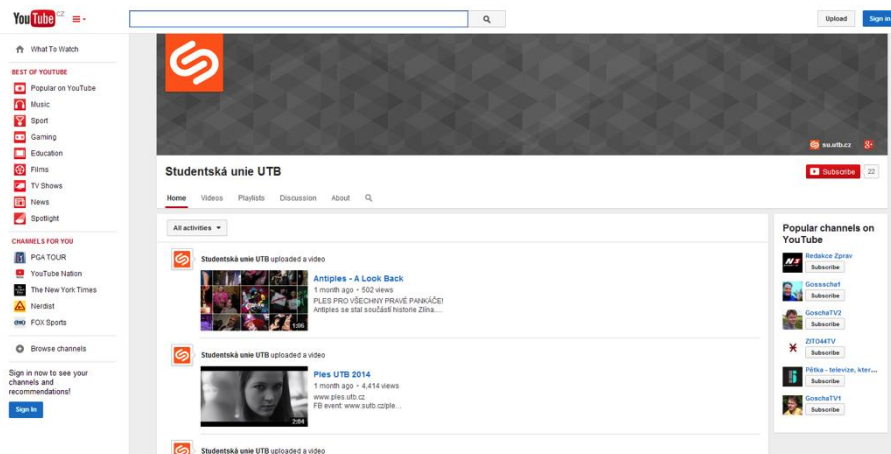 You Tube CZ
Upload
Sign in
What To Watch
BEST OF YOUTUBE
Popular on YouTube
Music
Sport
Gaming
Education
Films
TV Shows
News
Spotlight
CHANNELS FOR YOU
PGA TOUR
YouTube Nation
The New York Times
Nerdist
FOX Sports
Browse channels
Sign in now to see your
channels and
recommendations!
Sign In
su.utb.cz
Studentská unie UTB
Subscribe 22
Home Videos Playlists Discussion About
All activities
Studentská unie UTB uploaded a video
Antiples - A Look Back
1 month ago • 502 views
PLES PRO VŠECHNY PRAVÉ PANKÁČE!
Antiples se stal součástí historie Zlína....
1:06
Studentská unie UTB uploaded a video
Ples UTB 2014
1 month ago • 4,414 views
www.ples.utb.cz
FB event: www.sutb.cz/ple...
2:04
Studentská unie UTB uploaded a video
Popular channels on
YouTube
Redakce Zprav
Subscribe
Gossscha1
Subscribe
GoschaTV2
Subscribe
ZITO44TV
Subscribe
Pětka - televize, kter...
Subscribe
GoschaTV1
Subscribe